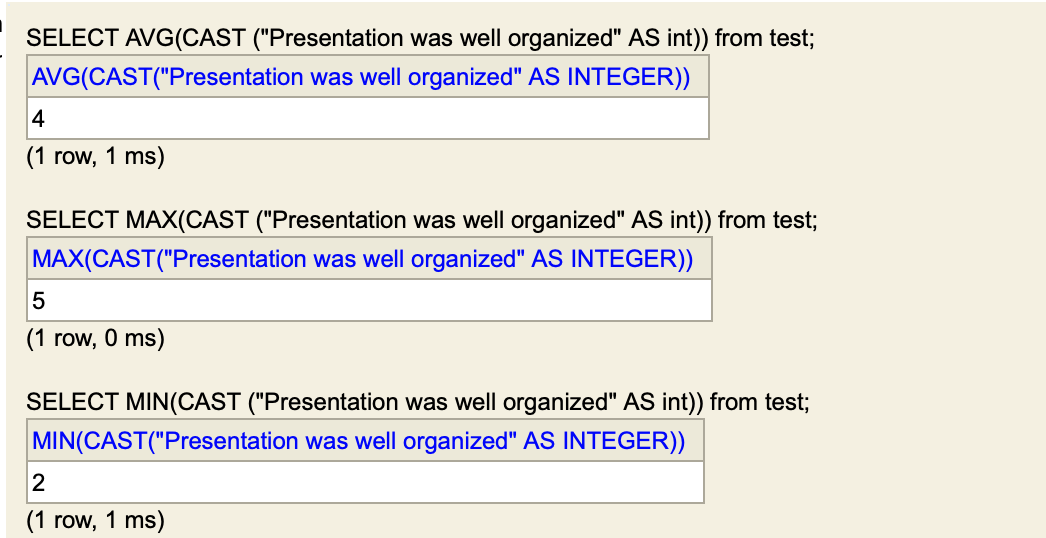 SELECT AVG(CAST ("Presentation was well organized" AS int)) from test;
AVG(CAST("Presentation was well organized" AS INTEGER))
4
(1 row, 1 ms)
SELECT MAX(CAST ("Presentation was well organized" AS int)) from test;
MAX(CAST("Presentation was well organized" AS INTEGER))
5
(1 row, 0 ms)
SELECT MIN(CAST ("Presentation was well organized" AS int)) from test;
MIN(CAST("Presentation was well organized" AS INTEGER))
2
(1 row, 1 ms)